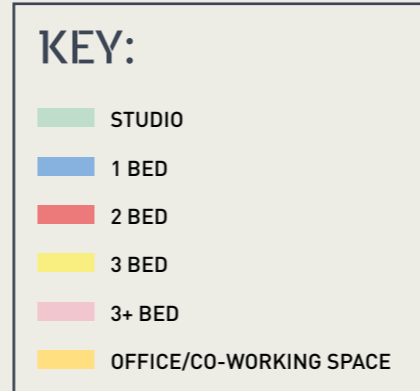 KEY:
STUDIO
1 BED
2 BED
3 BED
3+ BED
OFFICE/CO-WORKING SPACE